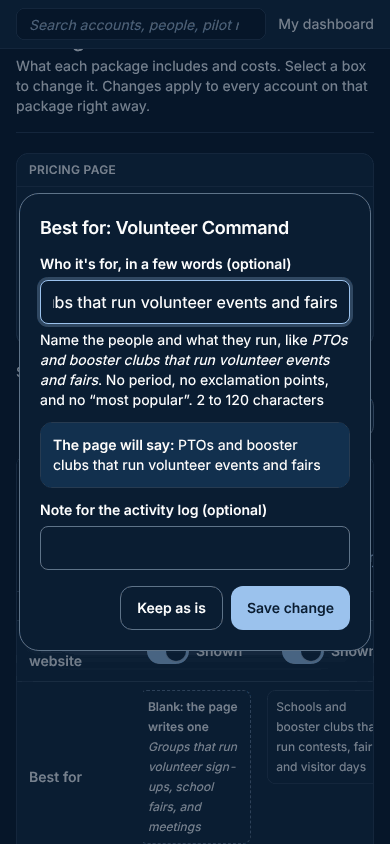 Search accounts, people, pilot r
My dashboard
What each package includes and costs. Select a box
to change it. Changes apply to every account on that
package right away.
PRICING PAGE
Best for: Volunteer Command
Who it's for, in a few words (optional)
bs that run volunteer events and fairs
Name the people and what they run, like PTOs
and booster clubs that run volunteer events
and fairs. No period, no exclamation points,
and no “most popular”. 2 to 120 characters
The page will say: PTOs and booster
clubs that run volunteer events and fairs
Note for the activity log (optional)
Keep as is
Save change
website
Shown
Shown
Best for
Blank: the page
writes one
Groups that run
volunteer sign-
ups, school
fairs, and
meetings
Schools and
booster clubs tha
run contests, fair
and visitor days